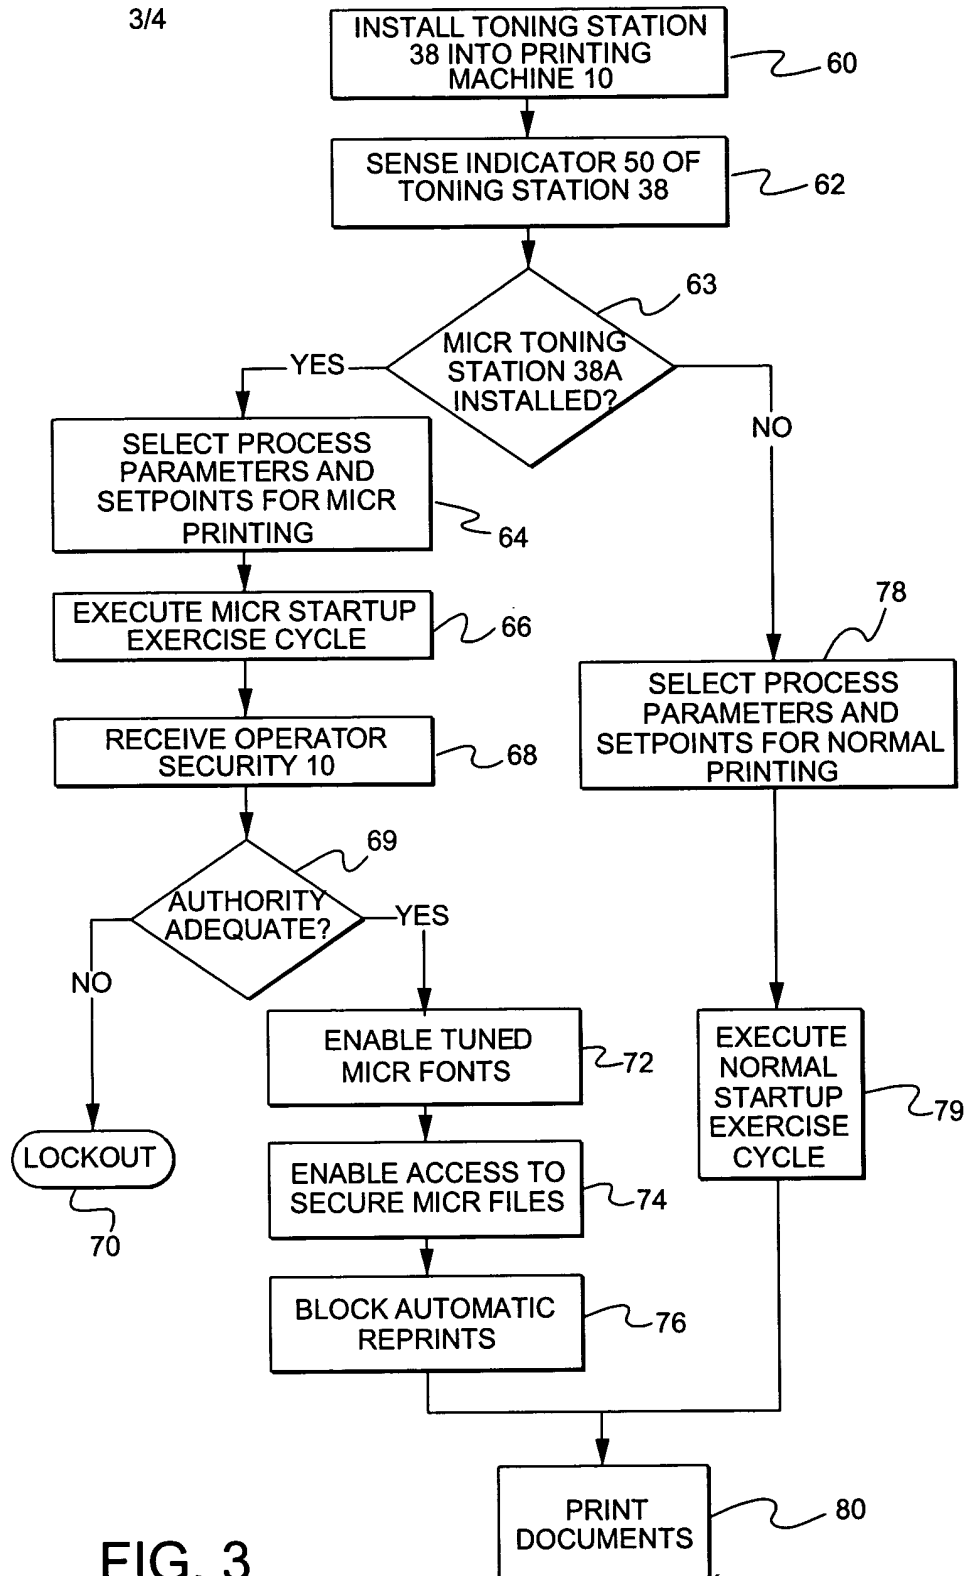 3/4
INSTALL TONING STATION
38 INTO PRINTING
MACHINE 10
60
SENSE INDICATOR 50 OF
TONING STATION 38
62
63
MICR TONING
STATION 38A
INSTALLED?
YES
NO
SELECT PROCESS
PARAMETERS AND
SETPOINTS FOR MICR
PRINTING
64
EXECUTE MICR STARTUP
EXERCISE CYCLE
66
78
SELECT PROCESS
PARAMETERS AND
SETPOINTS FOR NORMAL
PRINTING
RECEIVE OPERATOR
SECURITY 10
68
69
AUTHORITY
ADEQUATE?
YES
NO
ENABLE TUNED
MICR FONTS
72
EXECUTE
NORMAL
STARTUP
EXERCISE
CYCLE
79
LOCKOUT
70
ENABLE ACCESS TO
SECURE MICR FILES
74
BLOCK AUTOMATIC
REPRINTS
76
PRINT
DOCUMENTS
80
FIG. 3